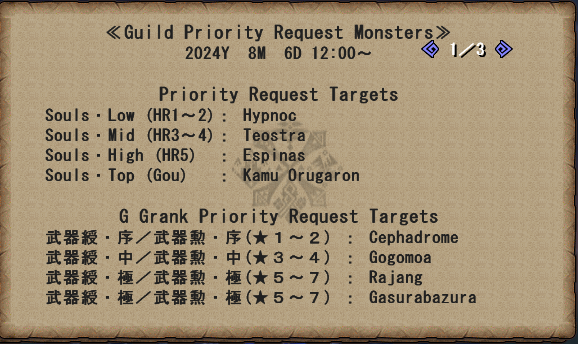 ≪Guild Priority Request Monsters≫
2024Y 8M 6D 12:00～
1/3
Priority Request Targets
Souls・Low (HR1～2): Hypnoc
Souls・Mid (HR3～4): Teostra
Souls・High (HR5) : Espinas
Souls・Top (Gou) : Kamu Orugaron
G Grank Priority Request Targets
武器綬・序／武器勲・序(★１～２) : Cephadrome
武器綬・中／武器勲・中(★３～４) : Gogomoa
武器綬・極／武器勲・極(★５～７) : Rajang
武器綬・極／武器勲・極(★５～７) : Gasurabazura